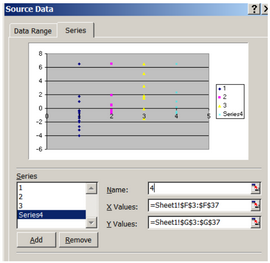 Source Data
Data Range Series
8
6
4
2
0
0 1 2 3 4 5
-2
-4
-6
1
2
3
Series4
Series
1
2
3
Series4
Name: 4
X Values: =Sheet1!$F$3:$F$37
Y Values: =Sheet1!$G$3:$G$37
Add Remove